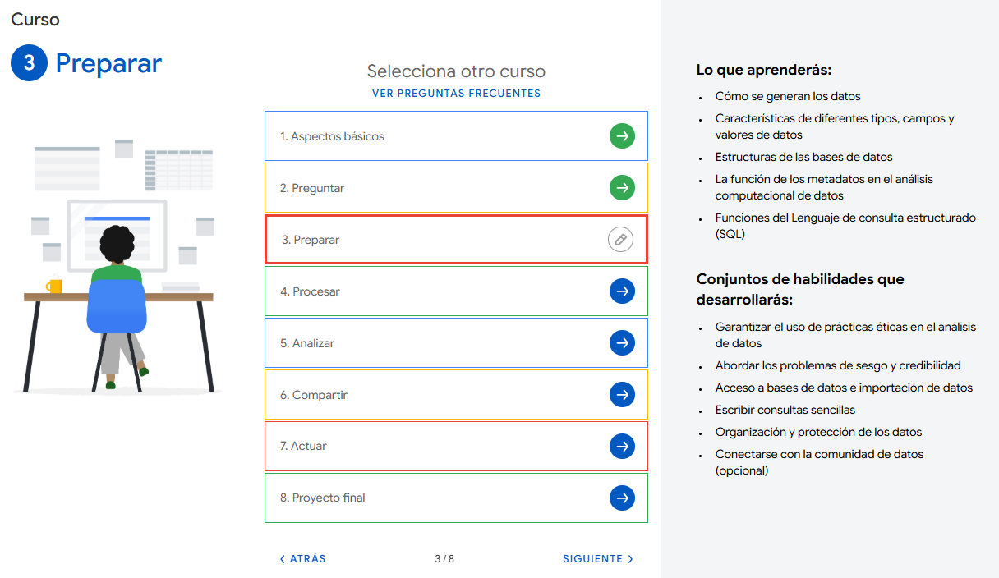 Curso
3 Preparar
Selecciona otro curso
VER PREGUNTAS FRECUENTES
1. Aspectos básicos
2. Preguntar
3. Preparar
4. Procesar
5. Analizar
6. Compartir
7. Actuar
8. Proyecto final
ATRÁS
3 / 8
SIGUIENTE
Lo que aprenderás:
Cómo se generan los datos
Características de diferentes tipos, campos y
valores de datos
Estructuras de las bases de datos
La función de los metadatos en el análisis
computacional de datos
Funciones del Lenguaje de consulta estructurado
(SQL)
Conjuntos de habilidades que
desarrollarás:
Garantizar el uso de prácticas éticas en el análisis
de datos
Abordar los problemas de sesgo y credibilidad
Acceso a bases de datos e importación de datos
Escribir consultas sencillas
Organización y protección de los datos
Conectarse con la comunidad de datos
(opcional)